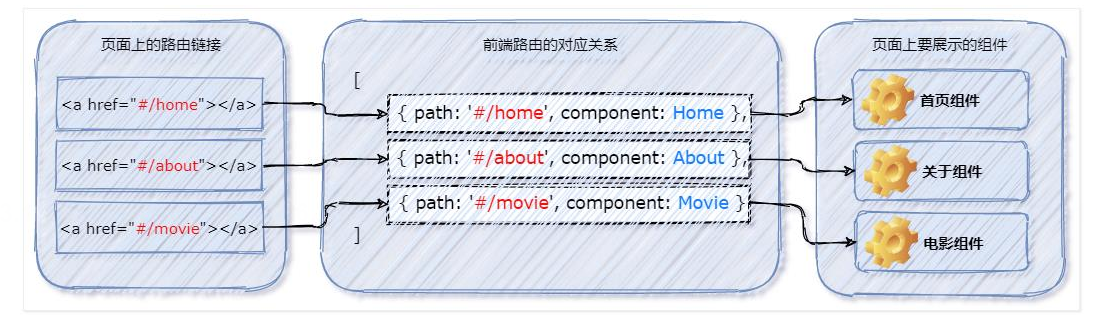 页面上的路由链接
<a href="#/home"></a>
<a href="#/about"></a>
<a href="#/movie"></a>
前端路由的对应关系
[
{ path: '#/home', component: Home },
{ path: '#/about', component: About },
{ path: '#/movie', component: Movie }
]
页面上要展示的组件
首页组件
关于组件
电影组件